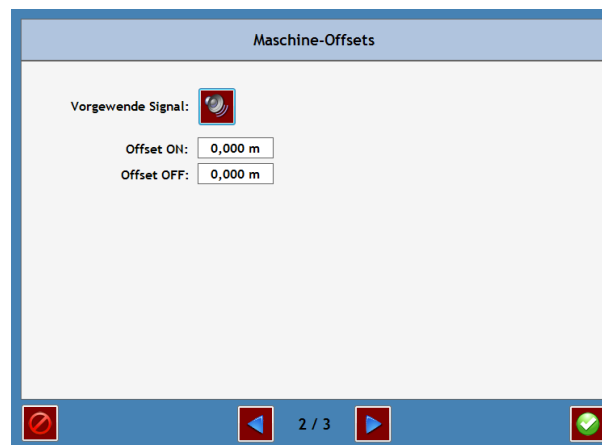 Maschine-Offsets
Vorgewende Signal:
Offset ON: 0,000 m
Offset OFF: 0,000 m
2 / 3